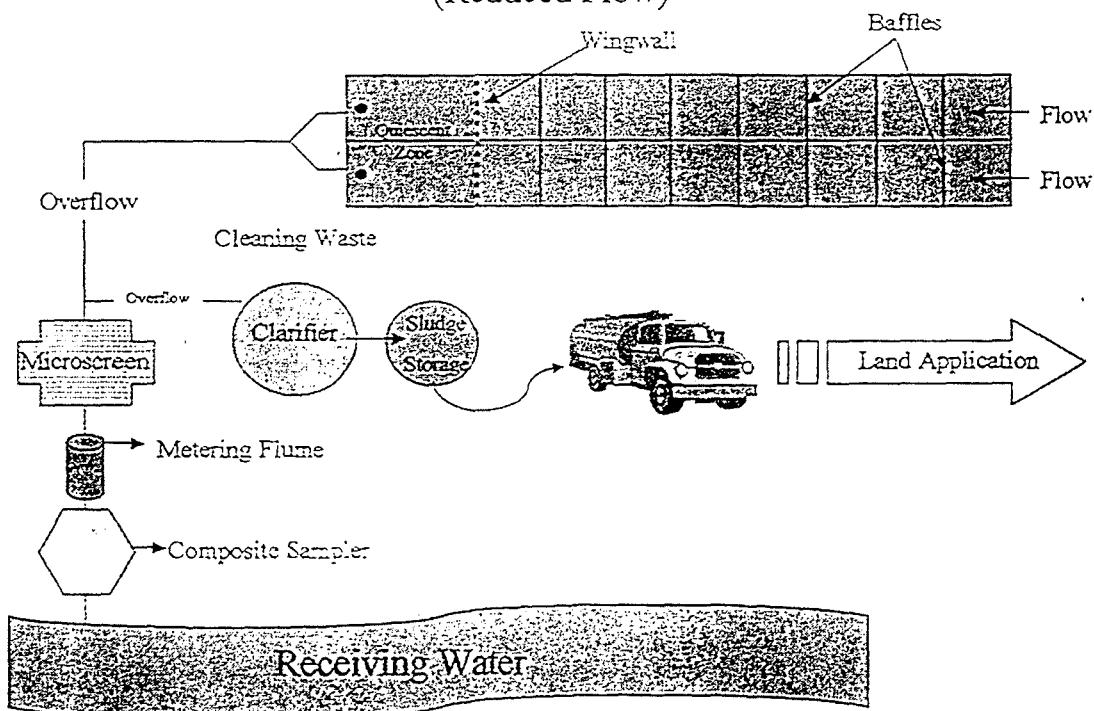 (Reduced Flow)
Baffles
Wingwall
Flow
Quiescent
Zone
Flow
Overflow
Cleaning Waste
Overflow
Clarifier
Sludge
Storage
Microscreen
Land Application
Metering Flume
Composite Sampler
Receiving Water